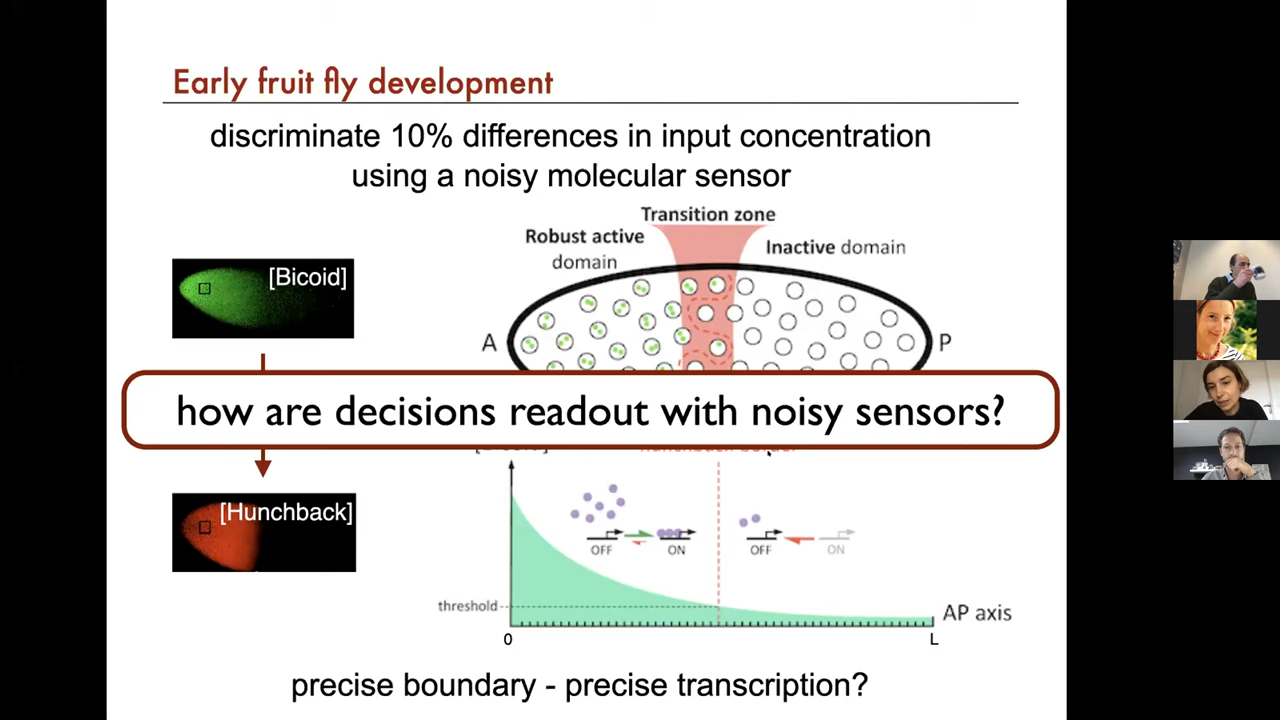 Early fruit fly development
discriminate 10% differences in input concentration
using a noisy molecular sensor
Transition zone
Robust active
domain
Inactive domain
[Bicoid]
A
P
how are decisions readout with noisy sensors?
[Hunchback]
OFF
ON
OFF
ON
threshold
AP axis
0
L
precise boundary - precise transcription?